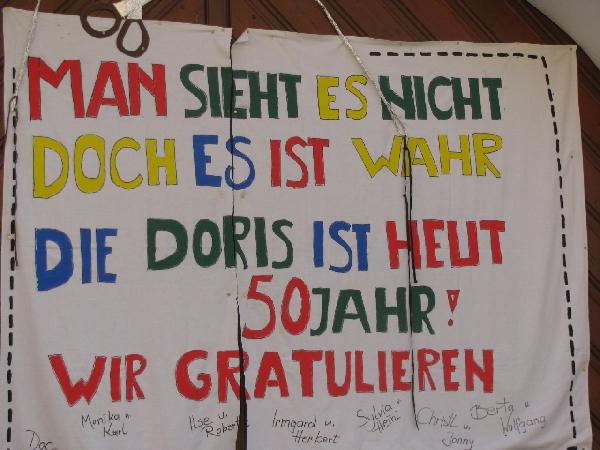 MAN SIEHT ES NICHT
DOCH ES IST WAHR
DIE DORIS IST HEUT
50 JAHR!
WIR GRATULIEREN
Monika u. Ilse u. Irmgard u. Sylvia u. Christl u. Berta u.
Karl Robert Herbert Heini Jonny Wolfgang